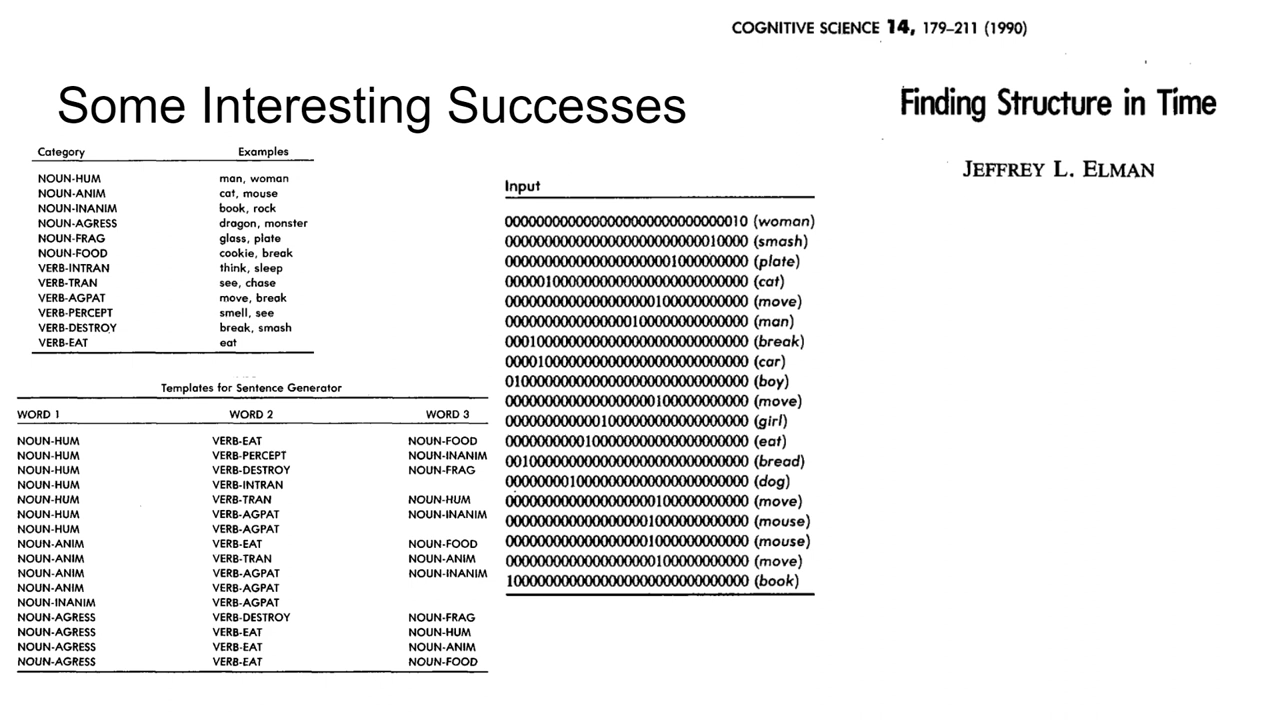 COGNITIVE SCIENCE 14, 179–211 (1990)
Some Interesting Successes
Finding Structure in Time
JEFFREY L. ELMAN
Category Examples
NOUN-HUM man, woman
NOUN-ANIM cat, mouse
NOUN-INANIM book, rock
NOUN-AGRESS dragon, monster
NOUN-FRAG glass, plate
NOUN-FOOD cookie, break
VERB-INTRAN think, sleep
VERB-TRAN see, chase
VERB-AGPAT move, break
VERB-PERCEPT smell, see
VERB-DESTROY break, smash
VERB-EAT eat
Templates for Sentence Generator
WORD 1 WORD 2 WORD 3
NOUN-HUM VERB-EAT NOUN-FOOD
NOUN-HUM VERB-PERCEPT NOUN-INANIM
NOUN-HUM VERB-DESTROY NOUN-FRAG
NOUN-HUM VERB-INTRAN
NOUN-HUM VERB-TRAN NOUN-HUM
NOUN-HUM VERB-AGPAT NOUN-INANIM
NOUN-HUM VERB-AGPAT
NOUN-ANIM VERB-EAT NOUN-FOOD
NOUN-ANIM VERB-TRAN NOUN-ANIM
NOUN-ANIM VERB-AGPAT NOUN-INANIM
NOUN-ANIM VERB-AGPAT
NOUN-INANIM VERB-AGPAT
NOUN-AGRESS VERB-DESTROY NOUN-FRAG
NOUN-AGRESS VERB-EAT NOUN-HUM
NOUN-AGRESS VERB-EAT NOUN-ANIM
NOUN-AGRESS VERB-EAT NOUN-FOOD
Input
0000000000000000000000000000010 (woman)
0000000000000000000000000010000 (smash)
0000000000000000000001000000000 (plate)
0000010000000000000000000000000 (cat)
0000000000000000000100000000000 (move)
0000000000000000100000000000000 (man)
0001000000000000000000000000000 (break)
0000100000000000000000000000000 (car)
0100000000000000000000000000000 (boy)
0000000000000000000100000000000 (move)
0000000000001000000000000000000 (girl)
0000000000100000000000000000000 (eat)
0010000000000000000000000000000 (bread)
0000000010000000000000000000000 (dog)
0000000000000000000100000000000 (move)
0000000000000000001000000000000 (mouse)
0000000000000000001000000000000 (mouse)
0000000000000000000100000000000 (move)
1000000000000000000000000000000 (book)